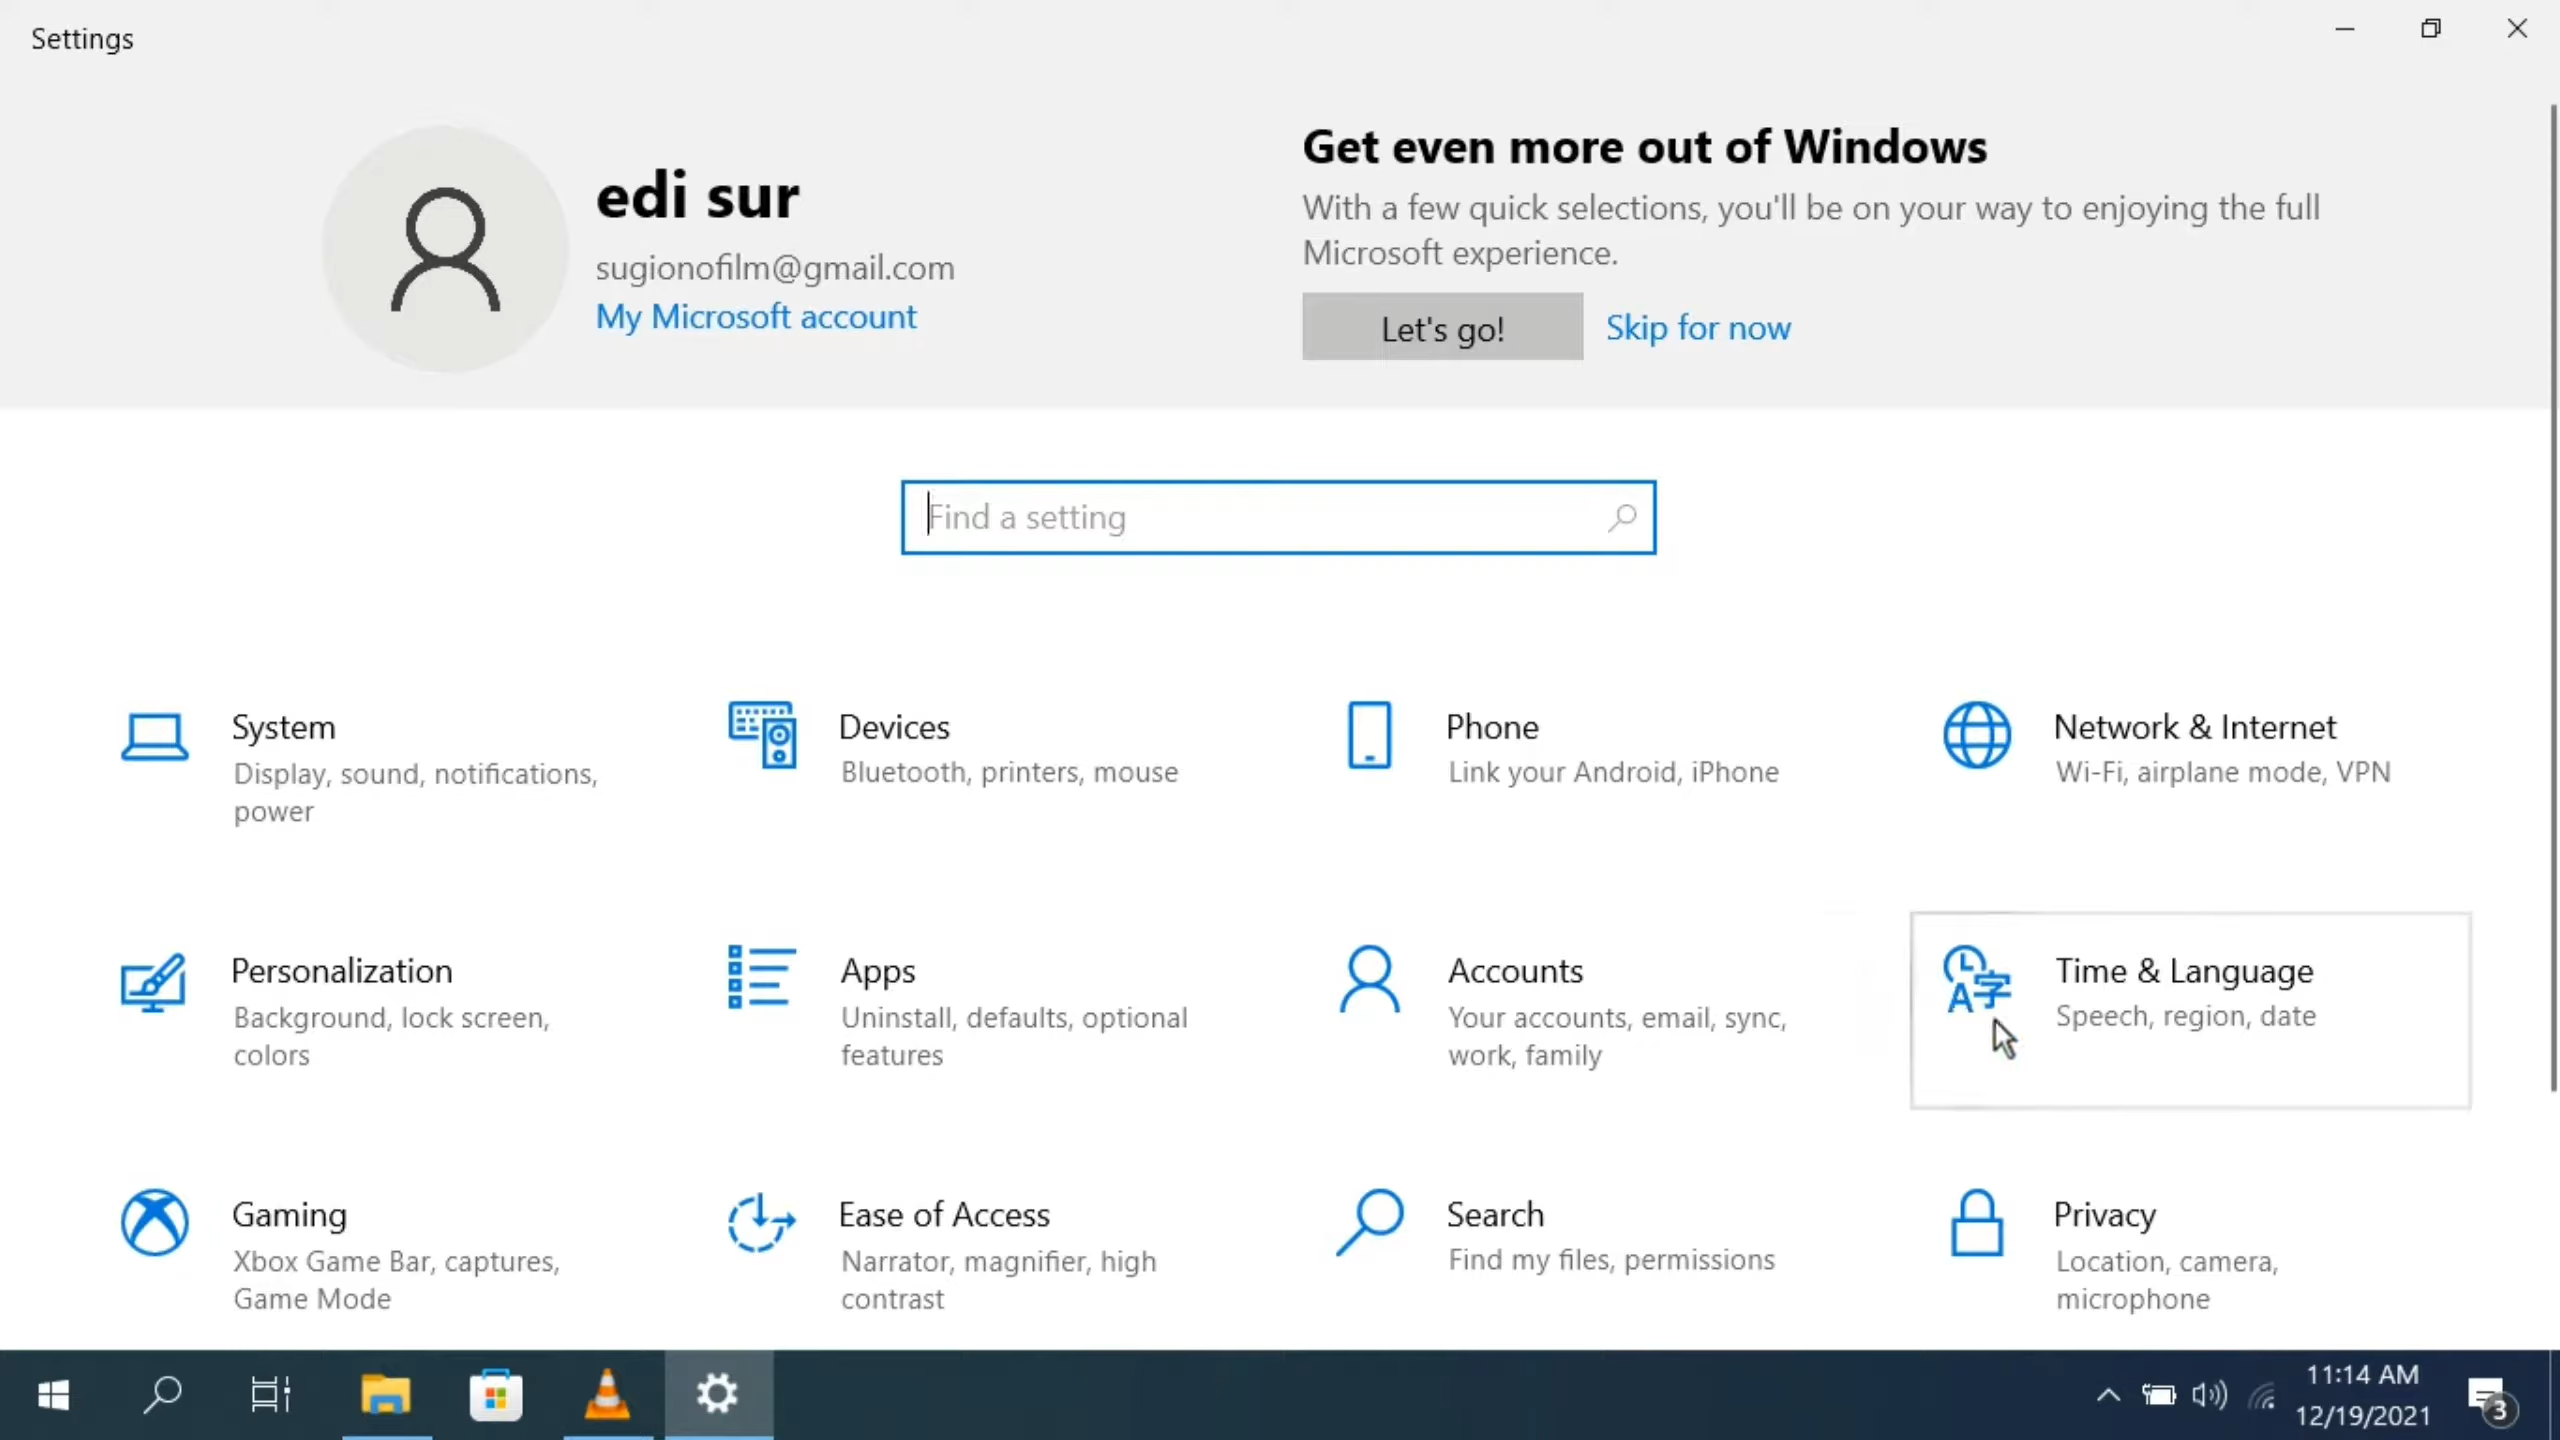 Settings
edi sur
sugionofilm@gmail.com
My Microsoft account
Get even more out of Windows
With a few quick selections, you'll be on your way to enjoying the full
Microsoft experience.
Let's go!
Skip for now
Find a setting
System
Display, sound, notifications,
power
Devices
Bluetooth, printers, mouse
Phone
Link your Android, iPhone
Network & Internet
Wi-Fi, airplane mode, VPN
Personalization
Background, lock screen,
colors
Apps
Uninstall, defaults, optional
features
Accounts
Your accounts, email, sync,
work, family
Time & Language
Speech, region, date
Gaming
Xbox Game Bar, captures,
Game Mode
Ease of Access
Narrator, magnifier, high
contrast
Search
Find my files, permissions
Privacy
Location, camera,
microphone
11:14 AM
12/19/2021
3